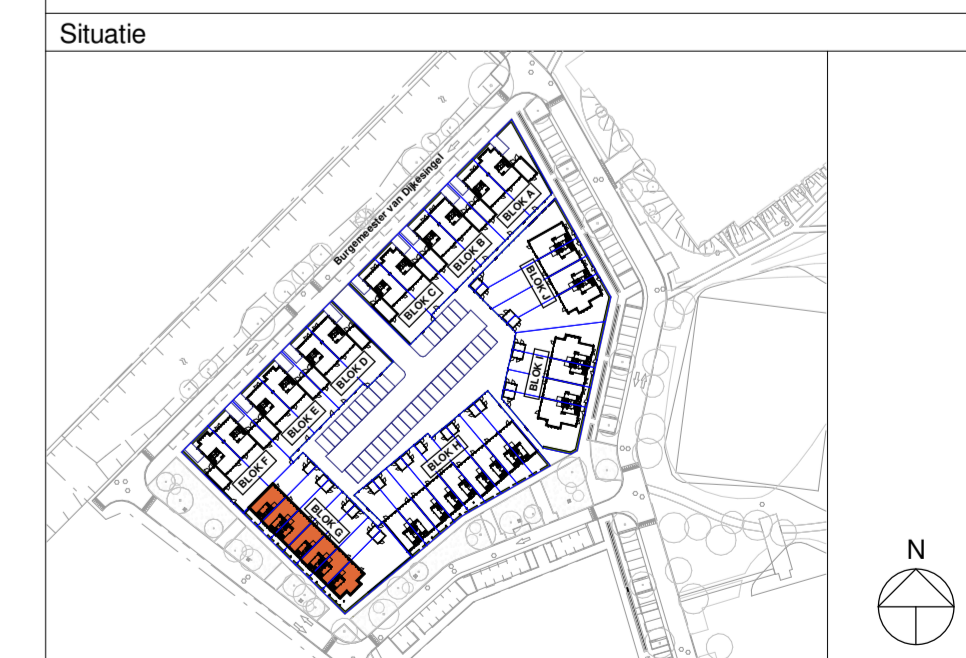 Situatie
Burgemeester van Dijkesingel
BLOK A
BLOK B
BLOK C
BLOK J
BLOK D
BLOK I
BLOK E
BLOK H
BLOK F
BLOK G
N